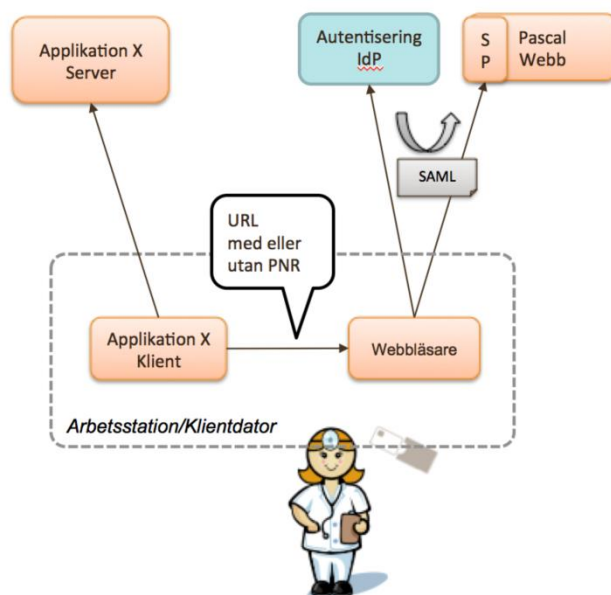 Applikation X
Server
Autentisering
IdP
S
P
Pascal
Webb
SAML
URL
med eller
utan PNR
Applikation X
Klient
Webbläsare
Arbetsstation/Klientdator